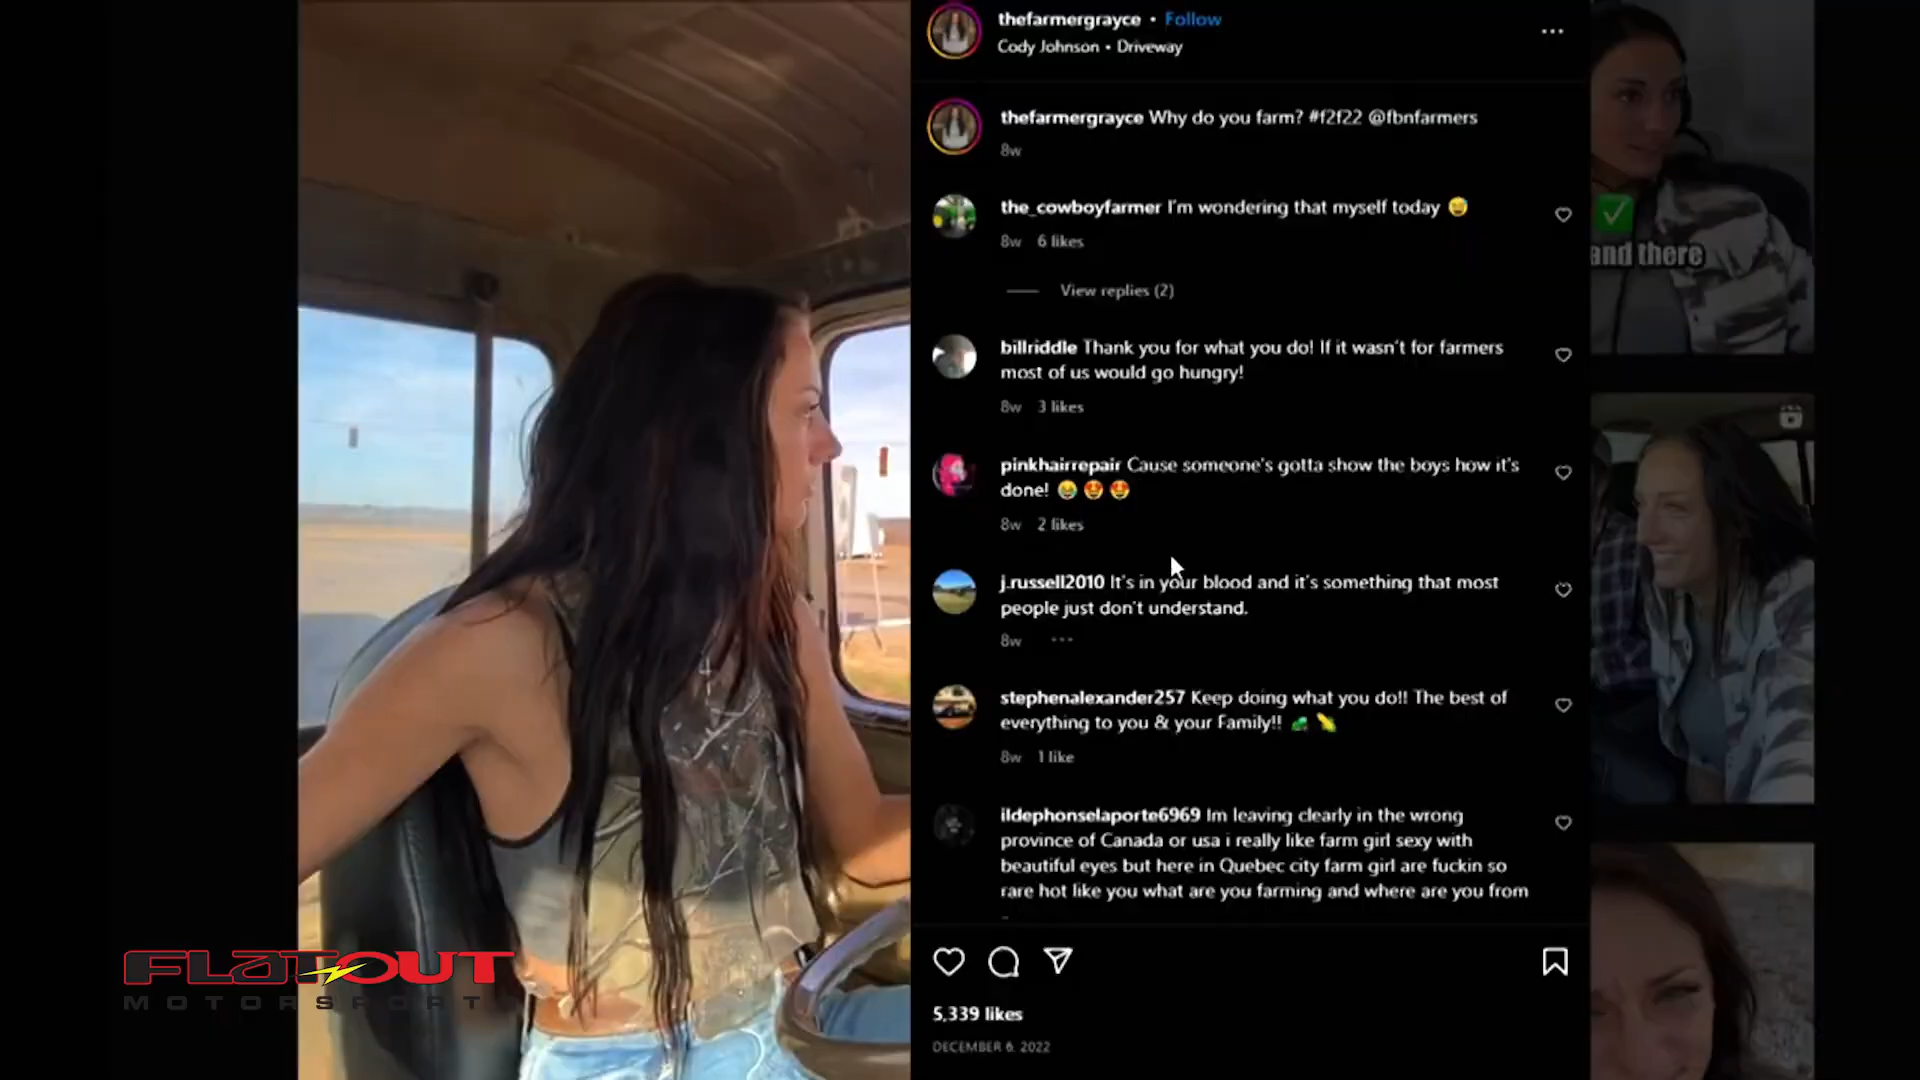 thefarmergrayce • Follow
Cody Johnson • Driveway
thefarmergrayce Why do you farm? #f2f22 @fbnfarmers
8w
the_cowboyfarmer I'm wondering that myself today 😅
8w 6 likes
View replies (2)
and there
billriddle Thank you for what you do! If it wasn't for farmers
most of us would go hungry!
8w 3 likes
pinkhairrepair Cause someone's gotta show the boys how it's
done! 😂 😍 😍
8w 2 likes
j.russell2010 It's in your blood and it's something that most
people just don't understand.
8w
stephenalexander257 Keep doing what you do!! The best of
everything to you & your Family!! 🚜 🌽
8w 1 like
ildephonselaporte6969 Im leaving clearly in the wrong
province of Canada or usa i really like farm girl sexy with
beautiful eyes but here in Quebec city farm girl are fuckin so
rare hot like you what are you farming and where are you from
5,339 likes
DECEMBER 6, 2022
FLATOUT
MOTORSPORT